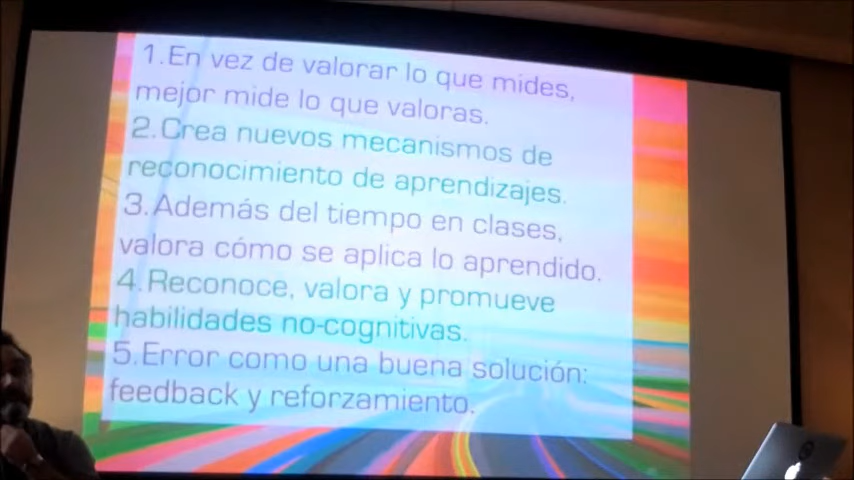 1.En vez de valorar lo que mides,
mejor mide lo que valoras.
2.Crea nuevos mecanismos de
reconocimiento de aprendizajes.
3.Además del tiempo en clases,
valora cómo se aplica lo aprendido.
4.Reconoce, valora y promueve
habilidades no-cognitivas.
5.Error como una buena solución:
feedback y reforzamiento.